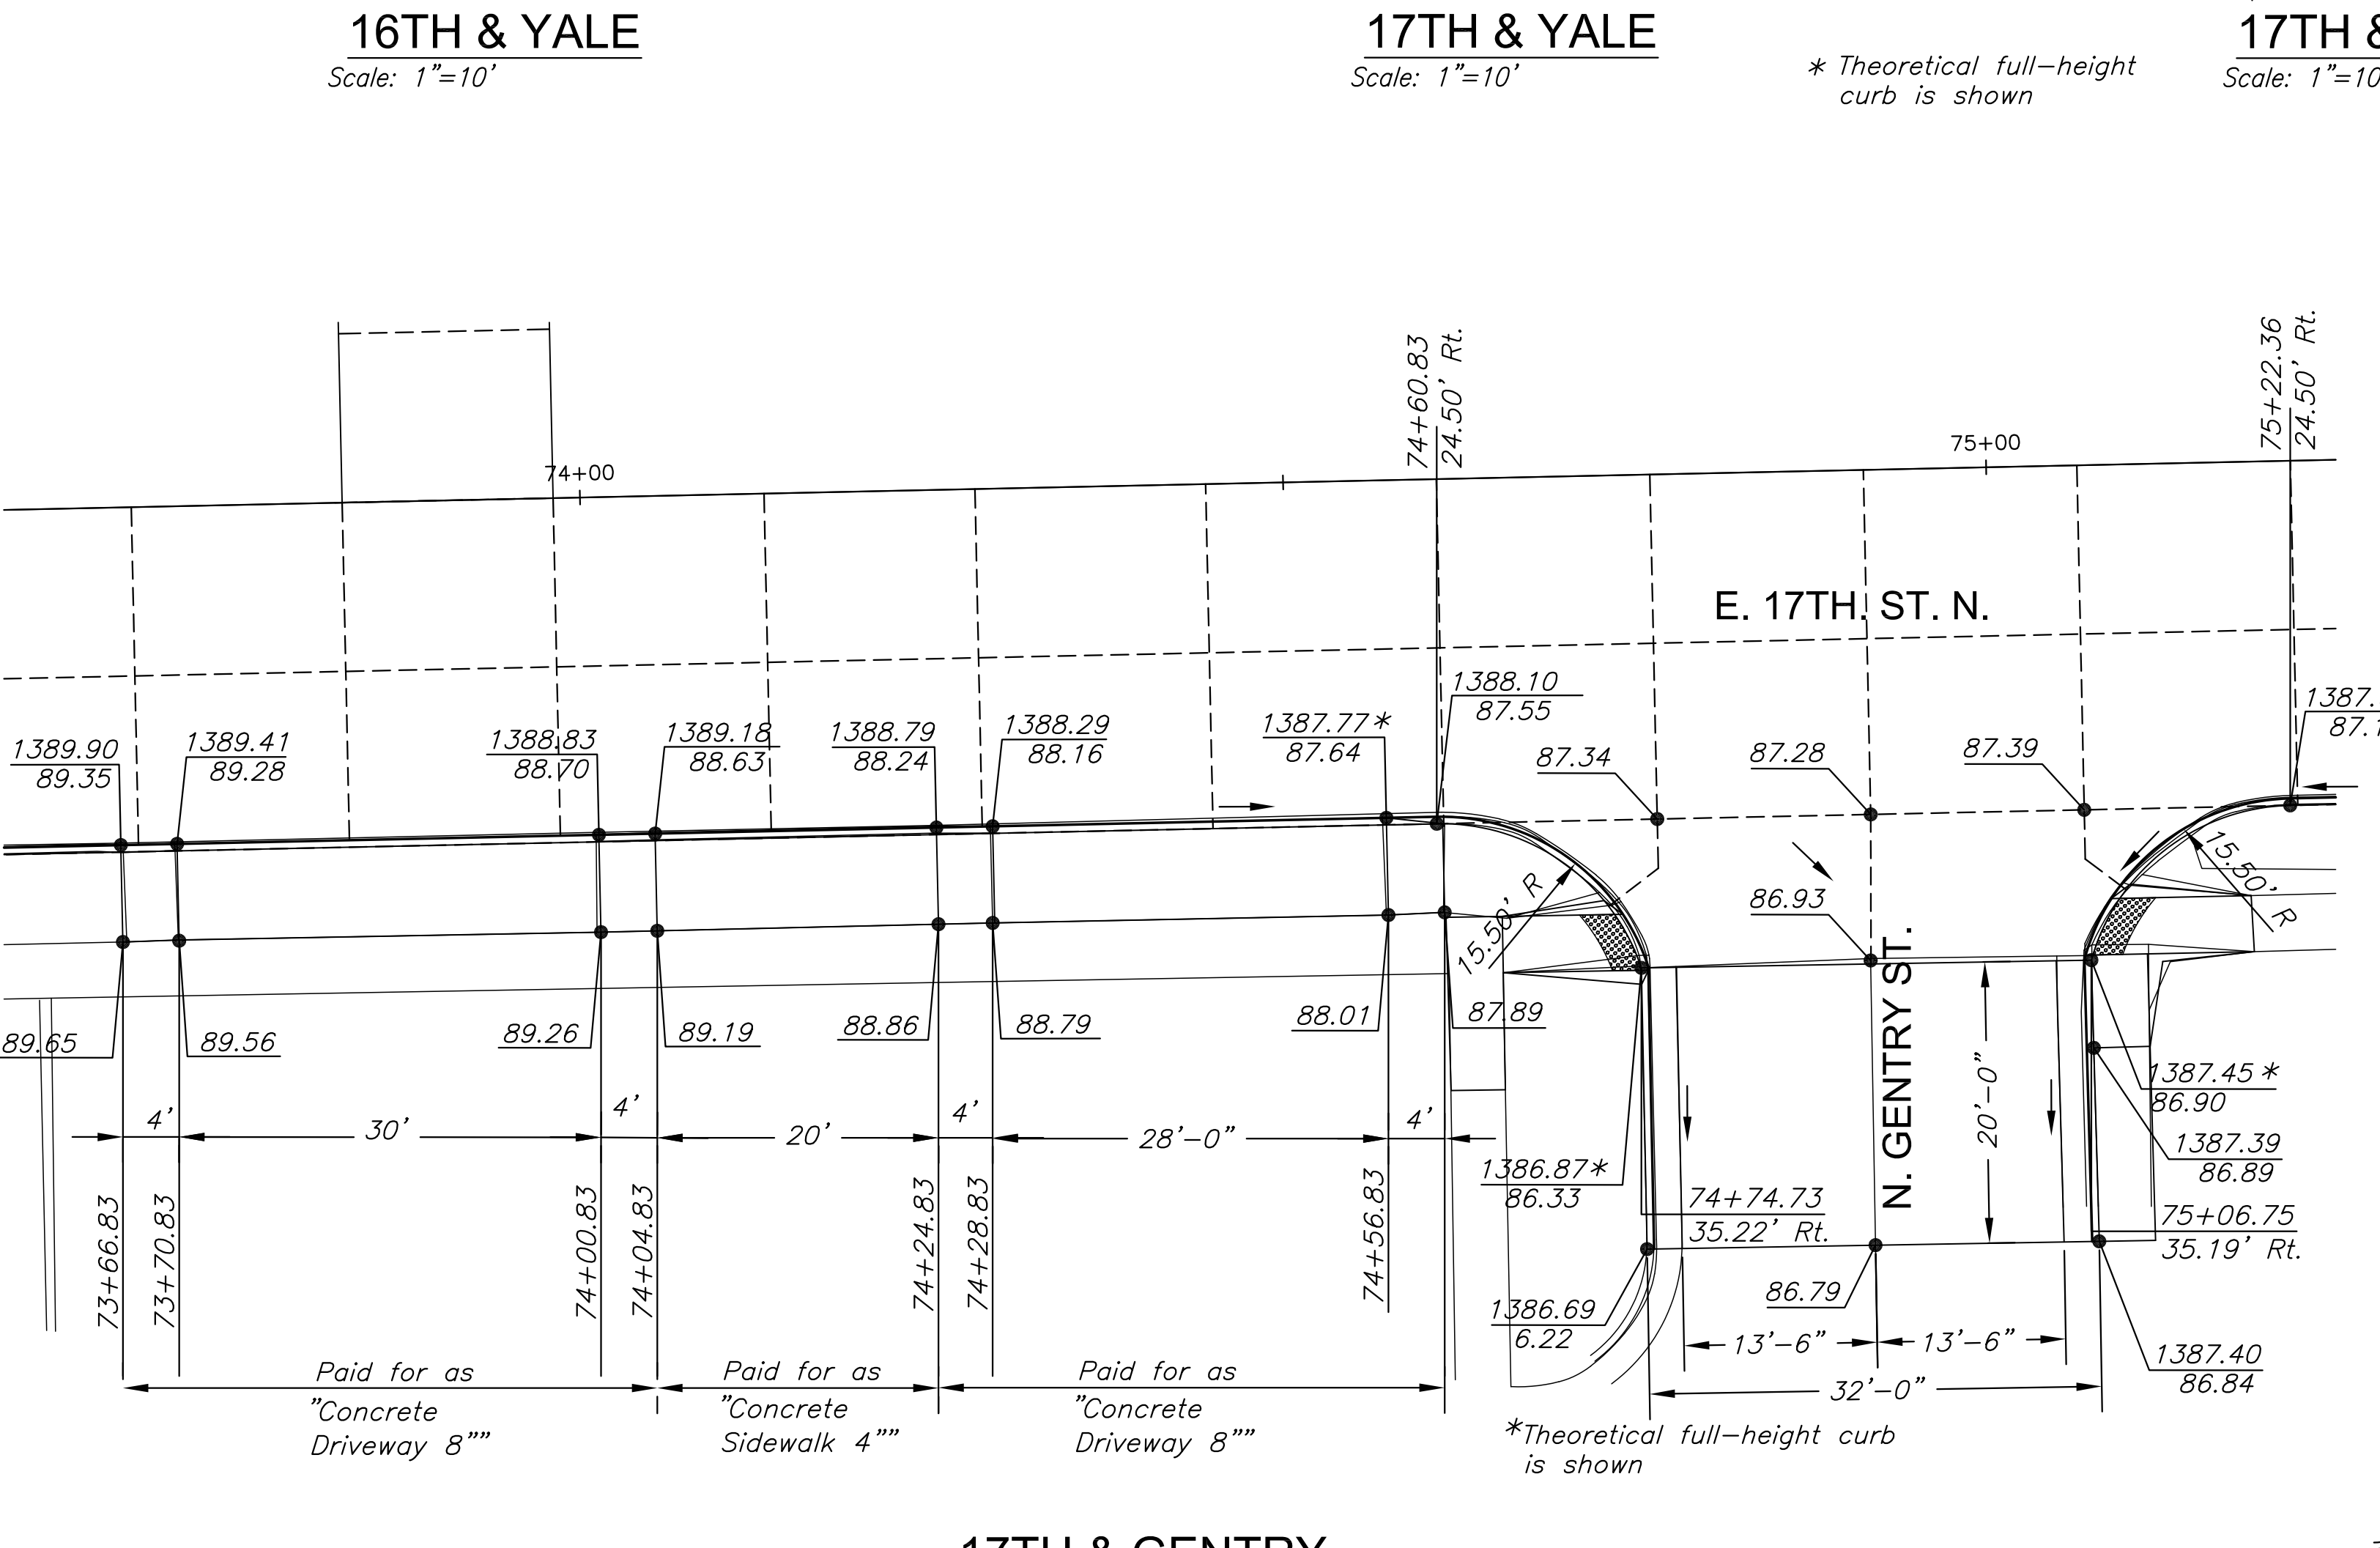 16TH & YALE
Scale: 1"=10'
17TH & YALE
Scale: 1"=10'
* Theoretical full-height
curb is shown
17TH &
Scale: 1"=10
74+00
75+00
74+60.83
24.50' Rt.
75+22.36
24.50' Rt.
E. 17TH. ST. N.
1389.90
89.35
1389.41
89.28
1388.83
88.70
1389.18
88.63
1388.79
88.24
1388.29
88.16
1387.77*
87.64
1388.10
87.55
87.34
87.28
87.39
1387.
87.1
86.93
15.50' R
15.50' R
N. GENTRY ST.
20'-0"
89.65
89.56
89.26
89.19
88.86
88.79
88.01
87.89
4'
30'
4'
20'
4'
28'-0"
4'
1387.45*
86.90
1387.39
86.89
1386.87*
86.33
74+74.73
35.22' Rt.
75+06.75
35.19' Rt.
73+66.83
73+70.83
74+00.83
74+04.83
74+24.83
74+28.83
74+56.83
1386.69
6.22
86.79
13'-6"
13'-6"
32'-0"
1387.40
86.84
Paid for as
"Concrete
Driveway 8""
Paid for as
"Concrete
Sidewalk 4""
Paid for as
"Concrete
Driveway 8""
*Theoretical full-height curb
is shown
17TH & GENTRY